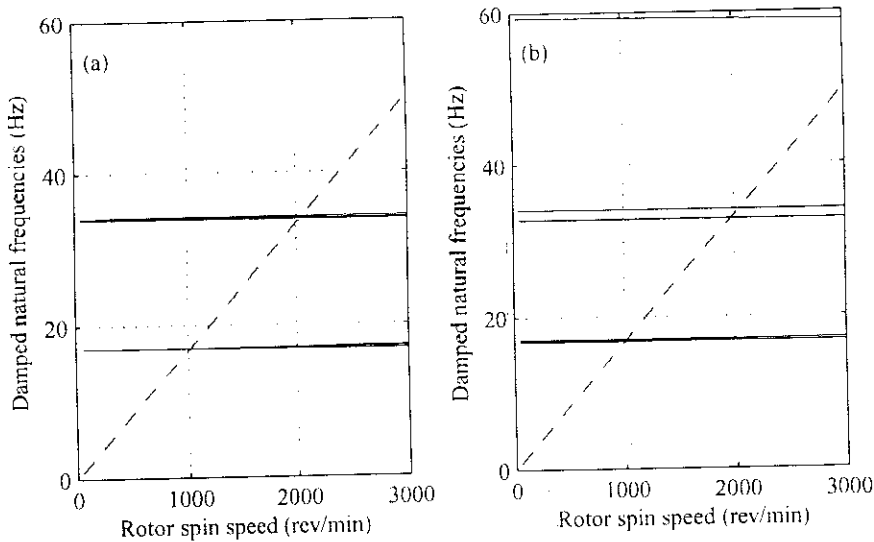 (a)
Damped natural frequencies (Hz)
60
40
20
0
0 1000 2000 3000
Rotor spin speed (rev/min)
(b)
Damped natural frequencies (Hz)
60
40
20
0
0 1000 2000 3000
Rotor spin speed (rev/min)